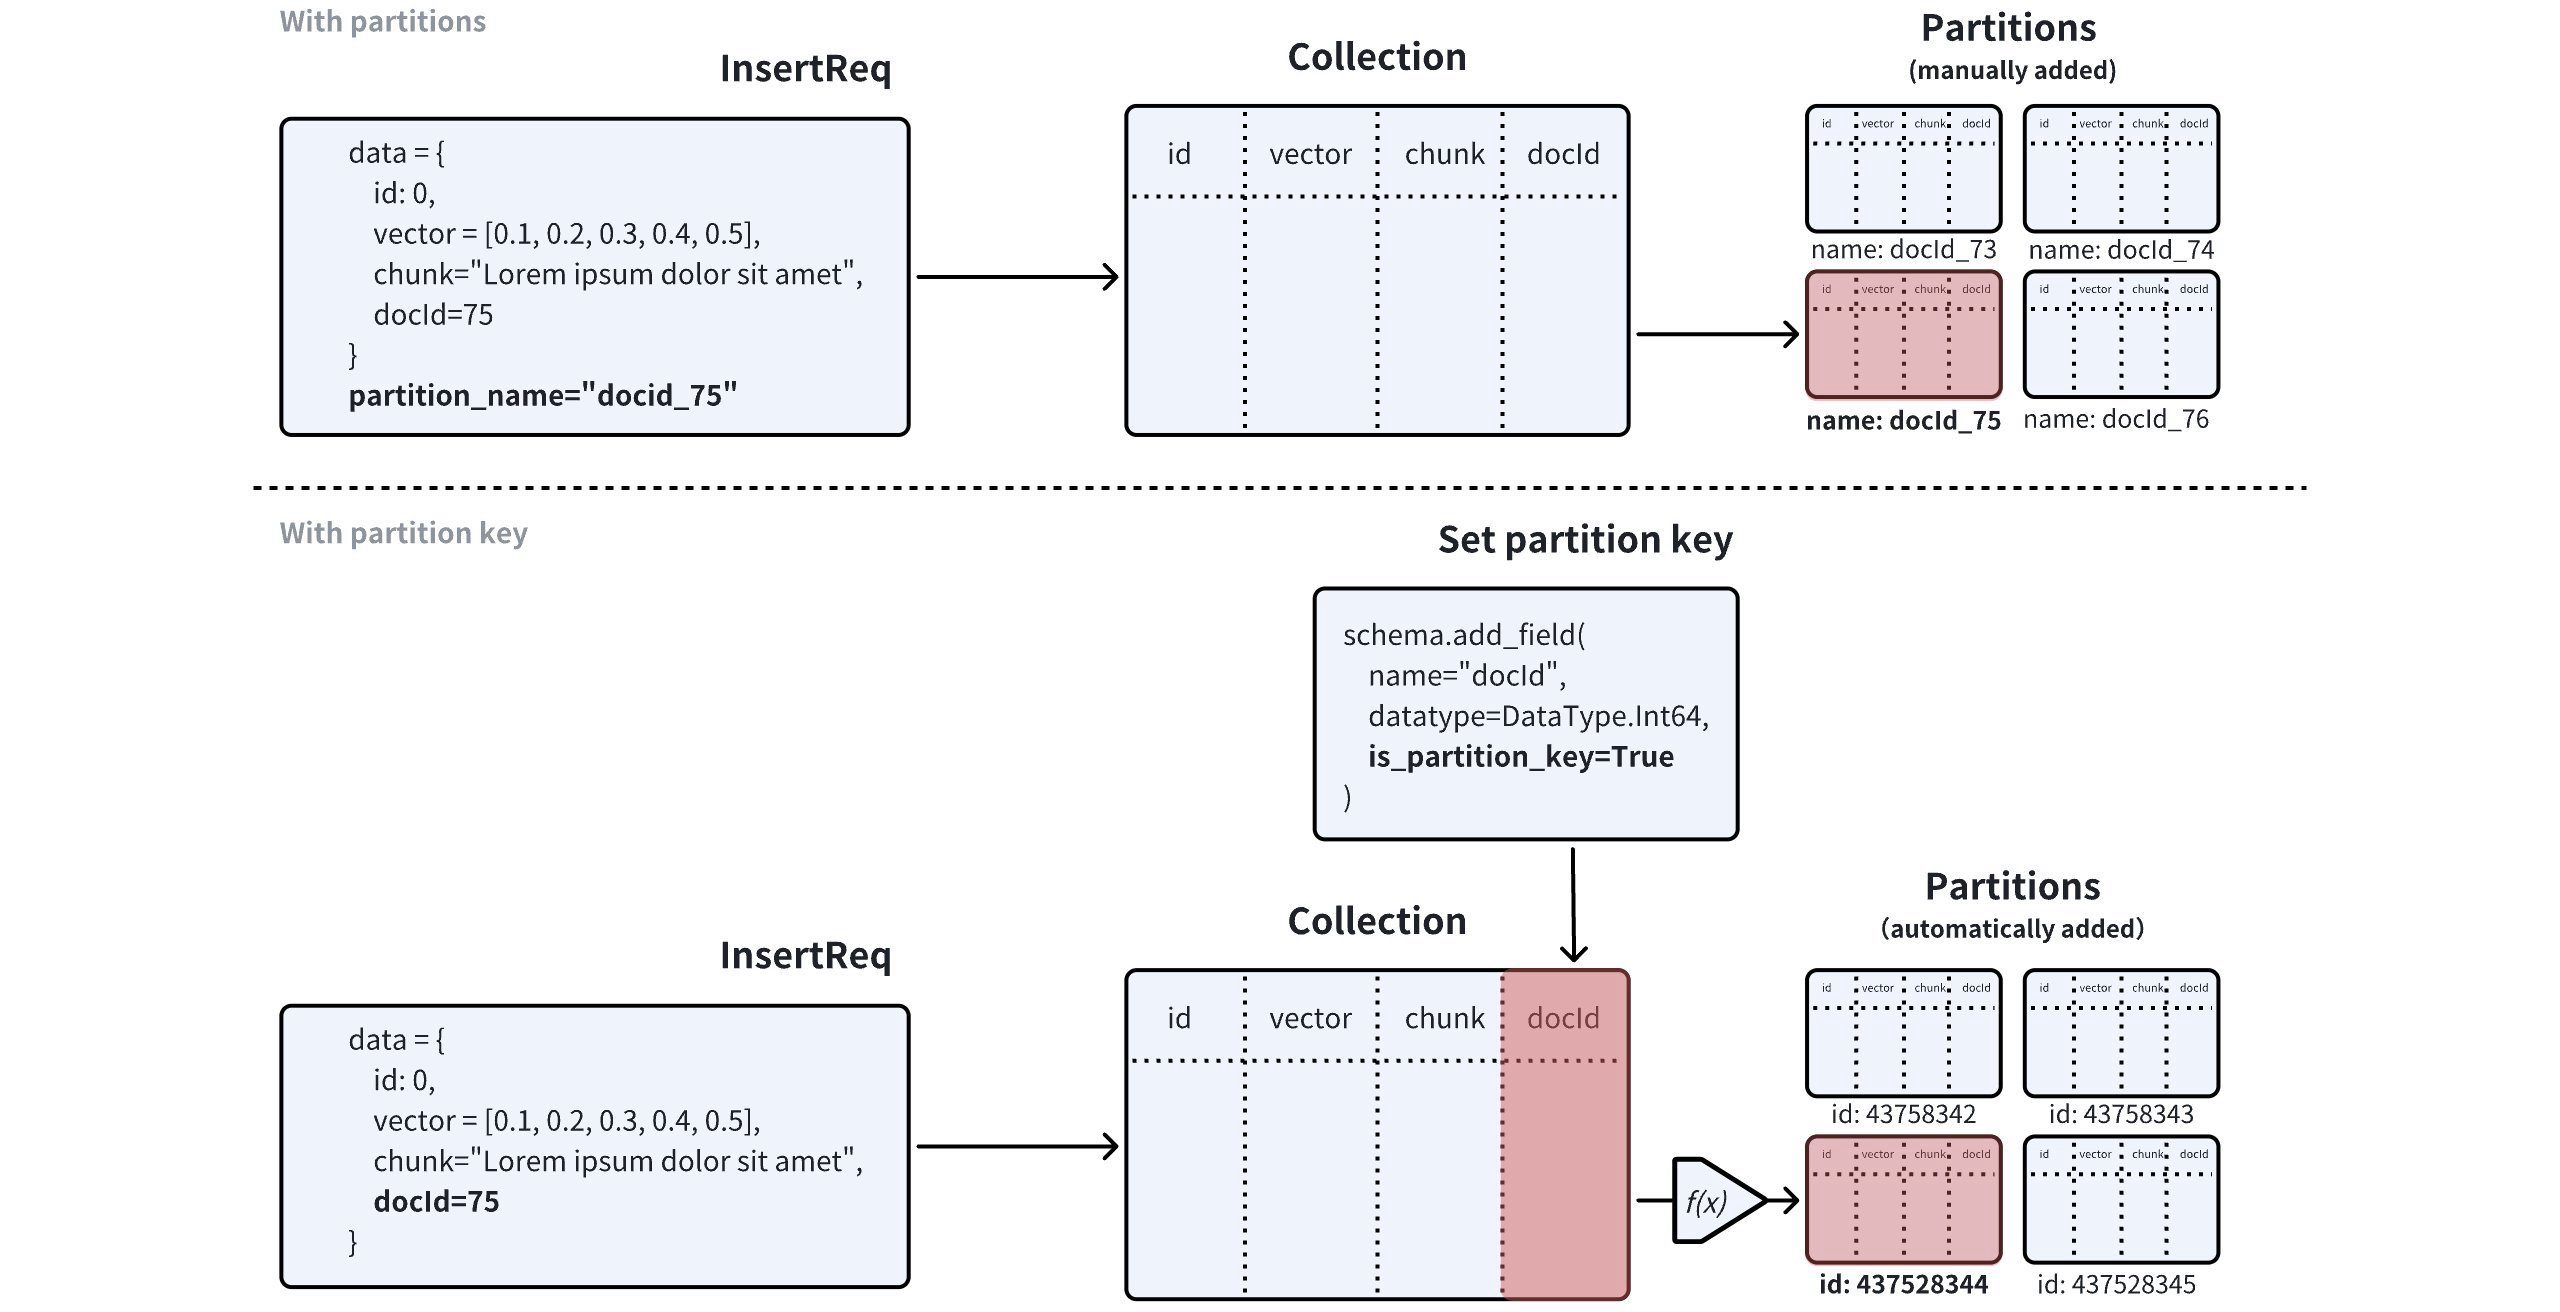 With partitions
InsertReq
Collection
Partitions
(manually added)
data = {
id: 0,
vector = [0.1, 0.2, 0.3, 0.4, 0.5],
chunk="Lorem ipsum dolor sit amet",
docId=75
}
partition_name="docid_75"
id vector chunk docId
id vector chunk docId
name: docId_73
id vector chunk docId
name: docId_74
id vector chunk docId
name: docId_75
id vector chunk docId
name: docId_76
With partition key
Set partition key
schema.add_field(
name="docId",
datatype=DataType.Int64,
is_partition_key=True
)
InsertReq
Collection
Partitions
(automatically added)
data = {
id: 0,
vector = [0.1, 0.2, 0.3, 0.4, 0.5],
chunk="Lorem ipsum dolor sit amet",
docId=75
}
id vector chunk docId
f(x)
id vector chunk docId
id: 43758342
id vector chunk docId
id: 43758343
id vector chunk docId
id: 437528344
id vector chunk docId
id: 437528345